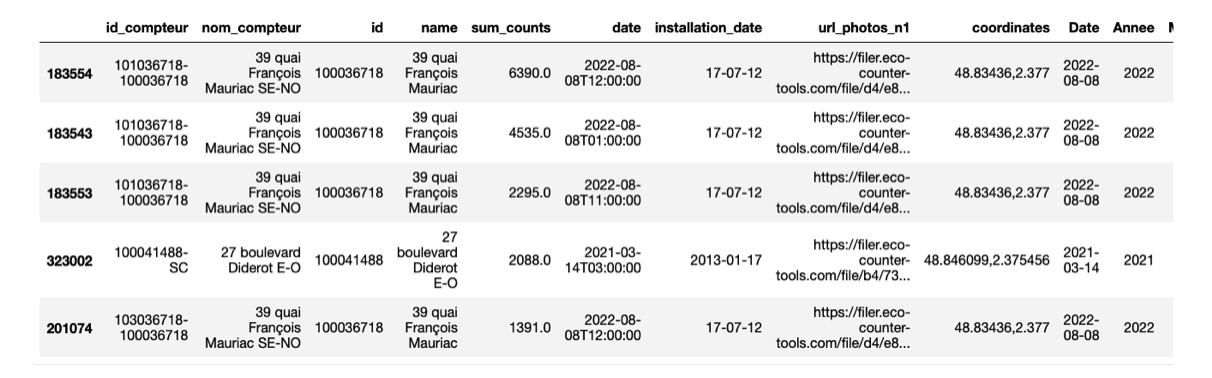 id_compteur nom_compteur id name sum_counts date installation_date url_photos_n1 coordinates Date Annee
183554 101036718-100036718 39 quai François Mauriac SE-NO 100036718 39 quai François Mauriac 6390.0 2022-08-08T12:00:00 17-07-12 https://filer.eco-counter-tools.com/file/d4/e8... 48.83436,2.377 2022-08-08 2022
183543 101036718-100036718 39 quai François Mauriac SE-NO 100036718 39 quai François Mauriac 4535.0 2022-08-08T01:00:00 17-07-12 https://filer.eco-counter-tools.com/file/d4/e8... 48.83436,2.377 2022-08-08 2022
183553 101036718-100036718 39 quai François Mauriac SE-NO 100036718 39 quai François Mauriac 2295.0 2022-08-08T11:00:00 17-07-12 https://filer.eco-counter-tools.com/file/d4/e8... 48.83436,2.377 2022-08-08 2022
323002 100041488-SC 27 boulevard Diderot E-O 100041488 27 boulevard Diderot E-O 2088.0 2021-03-14T03:00:00 2013-01-17 https://filer.eco-counter-tools.com/file/b4/73... 48.846099,2.375456 2021-03-14 2021
201074 103036718-100036718 39 quai François Mauriac SE-NO 100036718 39 quai François Mauriac 1391.0 2022-08-08T12:00:00 17-07-12 https://filer.eco-counter-tools.com/file/d4/e8... 48.83436,2.377 2022-08-08 2022